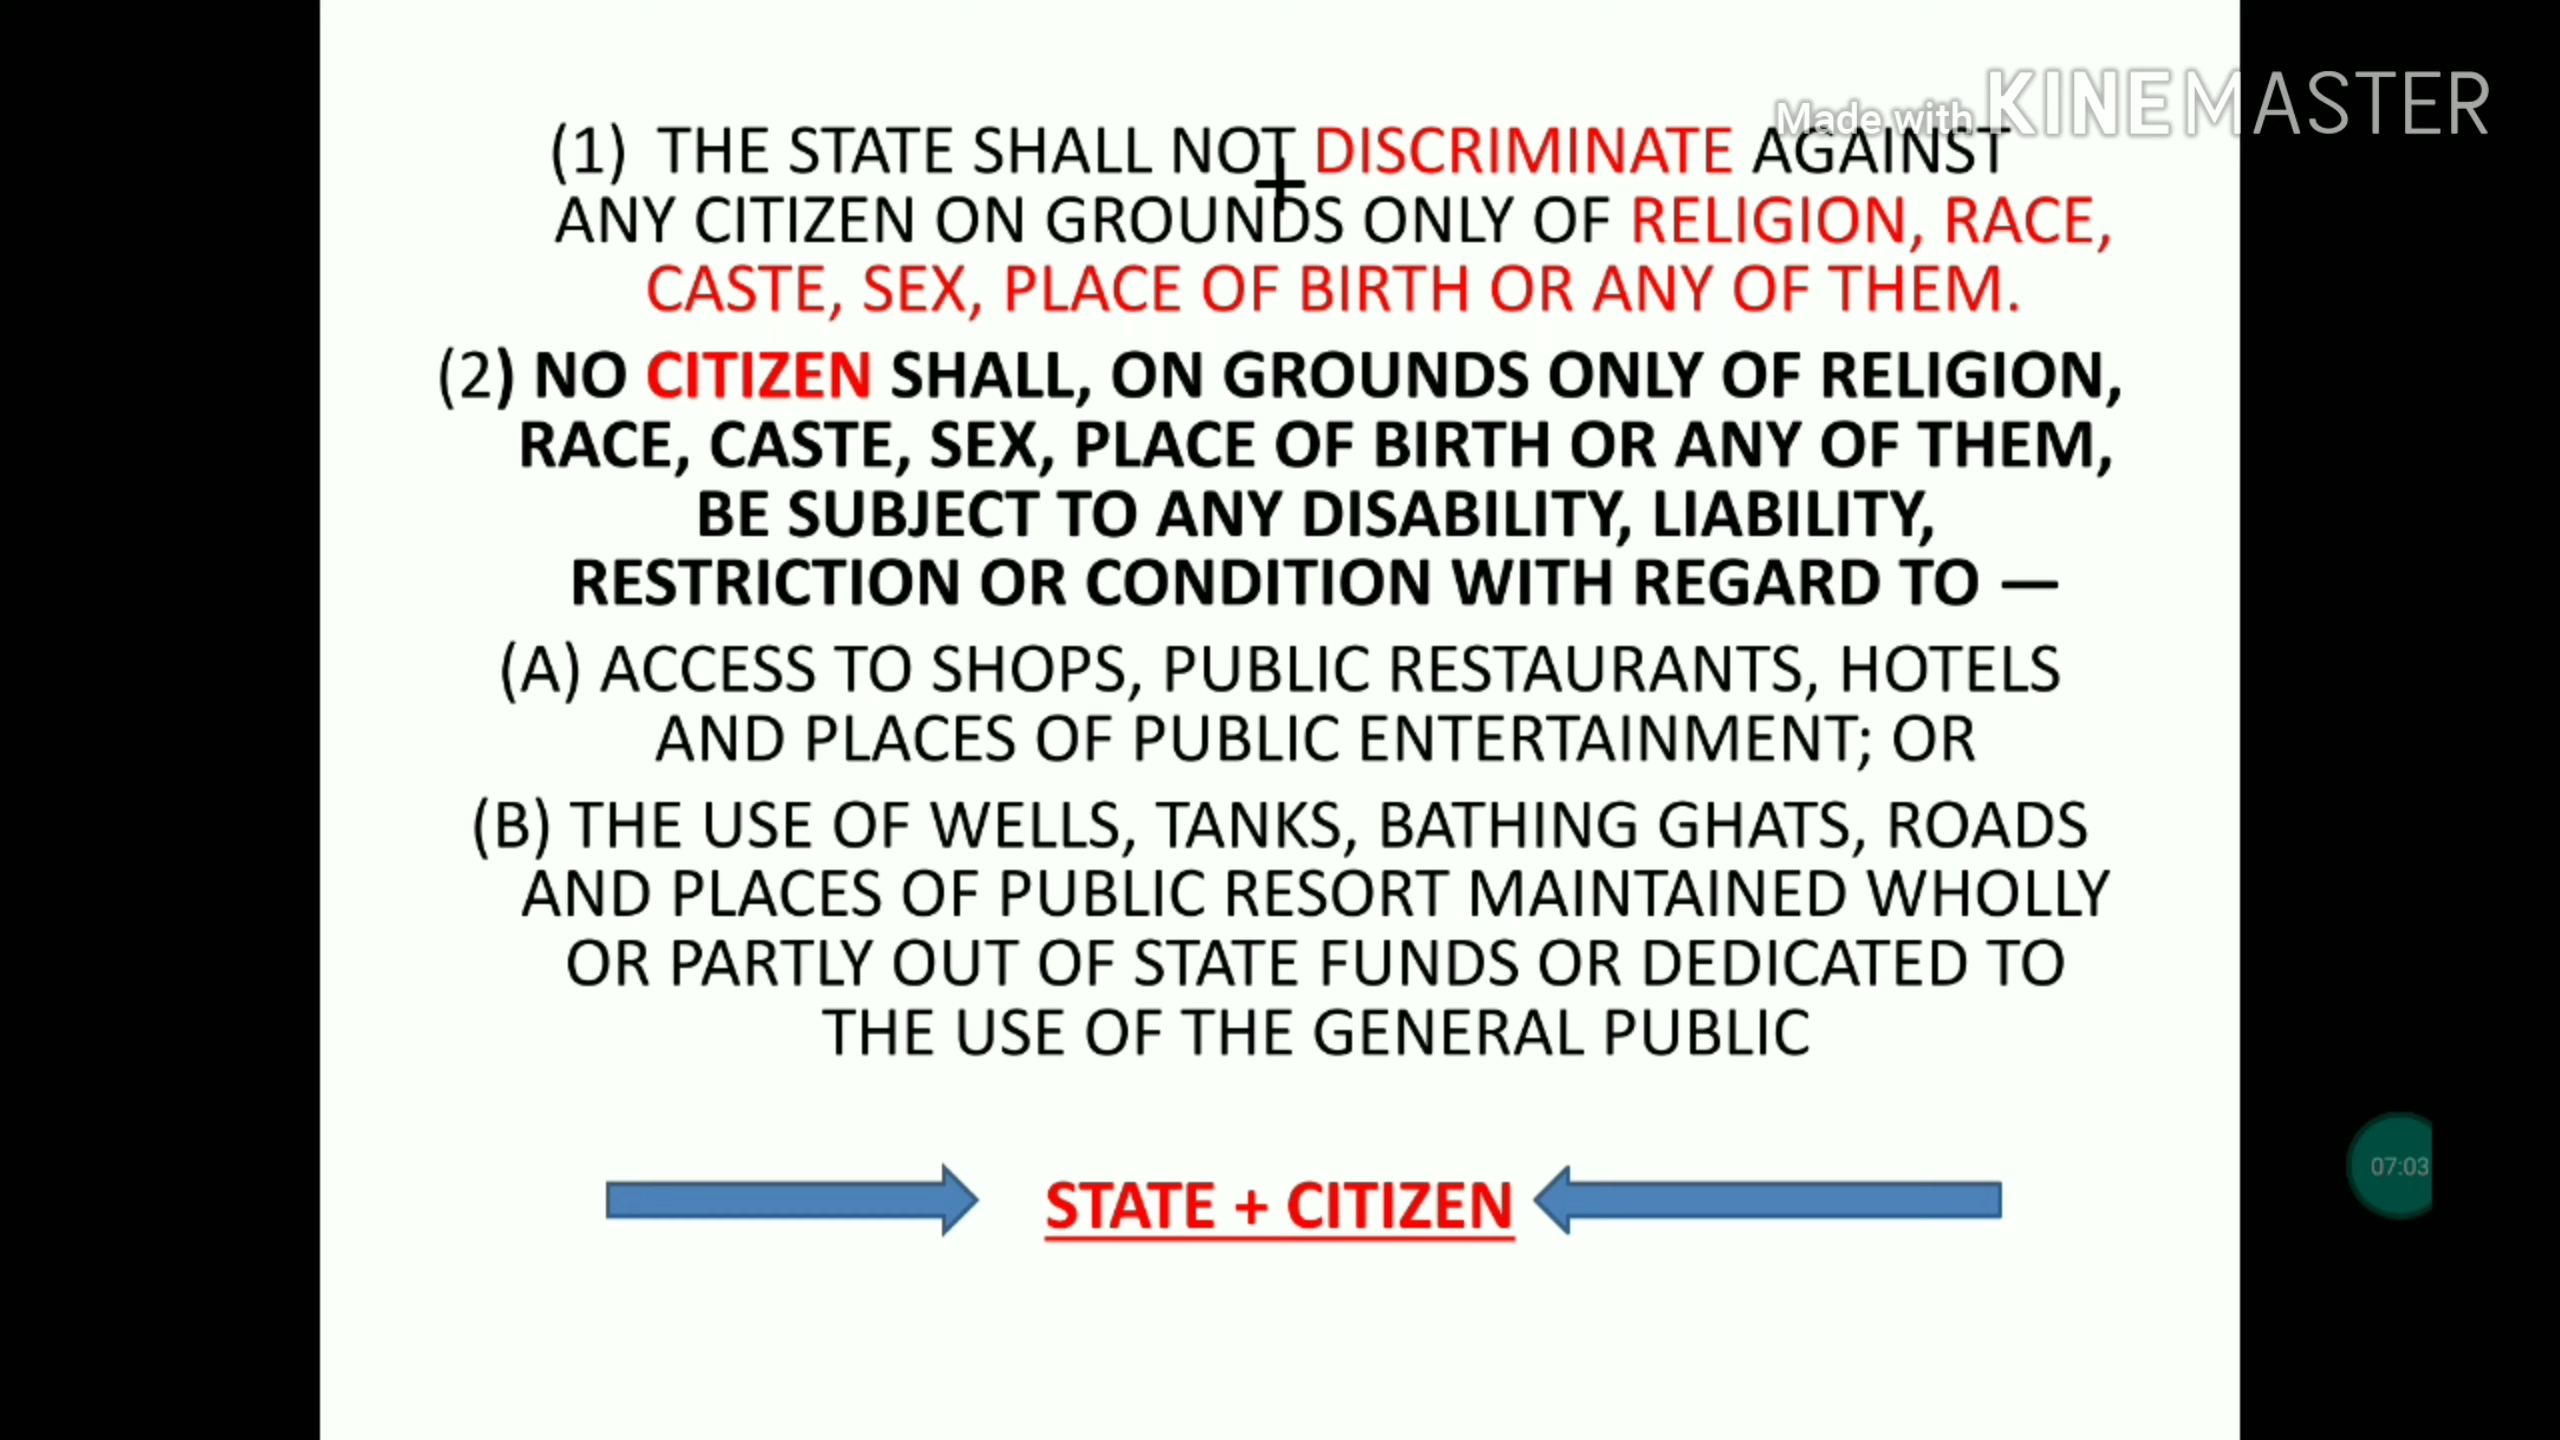 Made with KINEMASTER
(1) THE STATE SHALL NOT DISCRIMINATE AGAINST
ANY CITIZEN ON GROUNDS ONLY OF RELIGION, RACE,
CASTE, SEX, PLACE OF BIRTH OR ANY OF THEM.
(2) NO CITIZEN SHALL, ON GROUNDS ONLY OF RELIGION,
RACE, CASTE, SEX, PLACE OF BIRTH OR ANY OF THEM,
BE SUBJECT TO ANY DISABILITY, LIABILITY,
RESTRICTION OR CONDITION WITH REGARD TO —
(A) ACCESS TO SHOPS, PUBLIC RESTAURANTS, HOTELS
AND PLACES OF PUBLIC ENTERTAINMENT; OR
(B) THE USE OF WELLS, TANKS, BATHING GHATS, ROADS
AND PLACES OF PUBLIC RESORT MAINTAINED WHOLLY
OR PARTLY OUT OF STATE FUNDS OR DEDICATED TO
THE USE OF THE GENERAL PUBLIC
07:03
STATE + CITIZEN